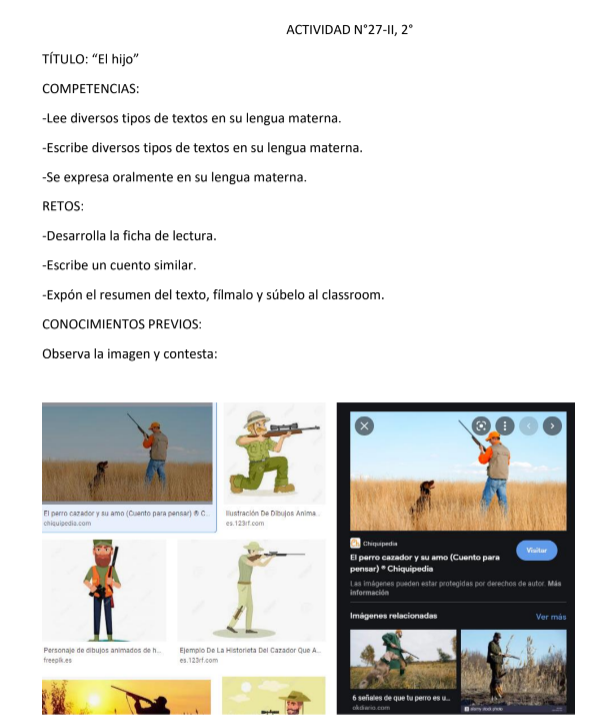 ACTIVIDAD N°27-II, 2°
TÍTULO: “El hijo”
COMPETENCIAS:
-Lee diversos tipos de textos en su lengua materna.
-Escribe diversos tipos de textos en su lengua materna.
-Se expresa oralmente en su lengua materna.
RETOS:
-Desarrolla la ficha de lectura.
-Escribe un cuento similar.
-Expón el resumen del texto, fílmalo y súbelo al classroom.
CONOCIMIENTOS PREVIOS:
Observa la imagen y contesta:
El perro cazador y su amo (Cuento para pensar) ® C...
chiquipedia.com
Ilustración De Dibujos Anima...
es.123rf.com
Personaje de dibujos animados de h...
freepik.es
Ejemplo De La Historieta Del Cazador Que A...
es.123rf.com
Chiquipedia
El perro cazador y su amo (Cuento para
pensar) ® Chiquipedia
Visitar
Las imágenes pueden estar protegidas por derechos de autor. Más
información
Imágenes relacionadas
Ver más
6 señales de que tu perro es u...
okdiario.com